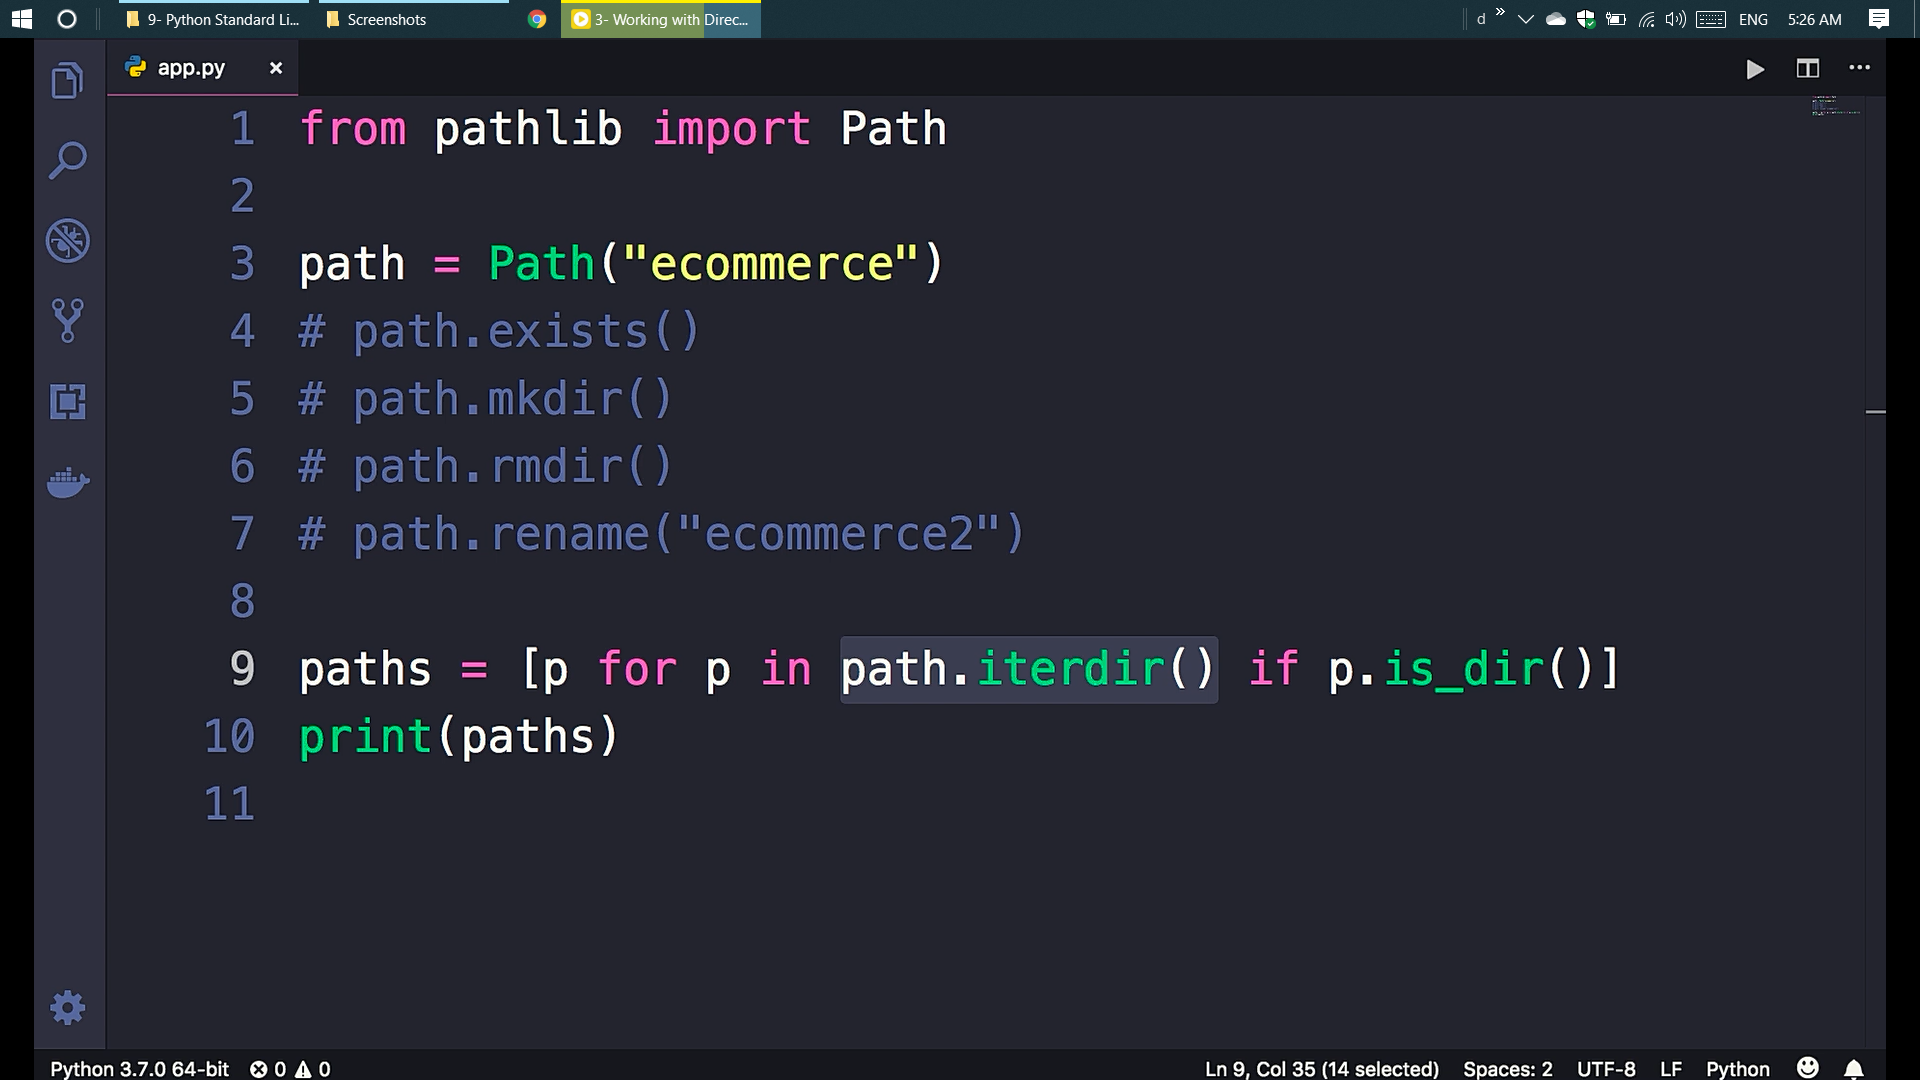 9- Python Standard Li...
Screenshots
3- Working with Direc...
d »
ENG
5:26 AM
app.py ×
1 from pathlib import Path
2
3 path = Path("ecommerce")
4 # path.exists()
5 # path.mkdir()
6 # path.rmdir()
7 # path.rename("ecommerce2")
8
9 paths = [p for p in path.iterdir() if p.is_dir()]
10 print(paths)
11
Python 3.7.0 64-bit 0 0 Ln 9, Col 35 (14 selected) Spaces: 2 UTF-8 LF Python